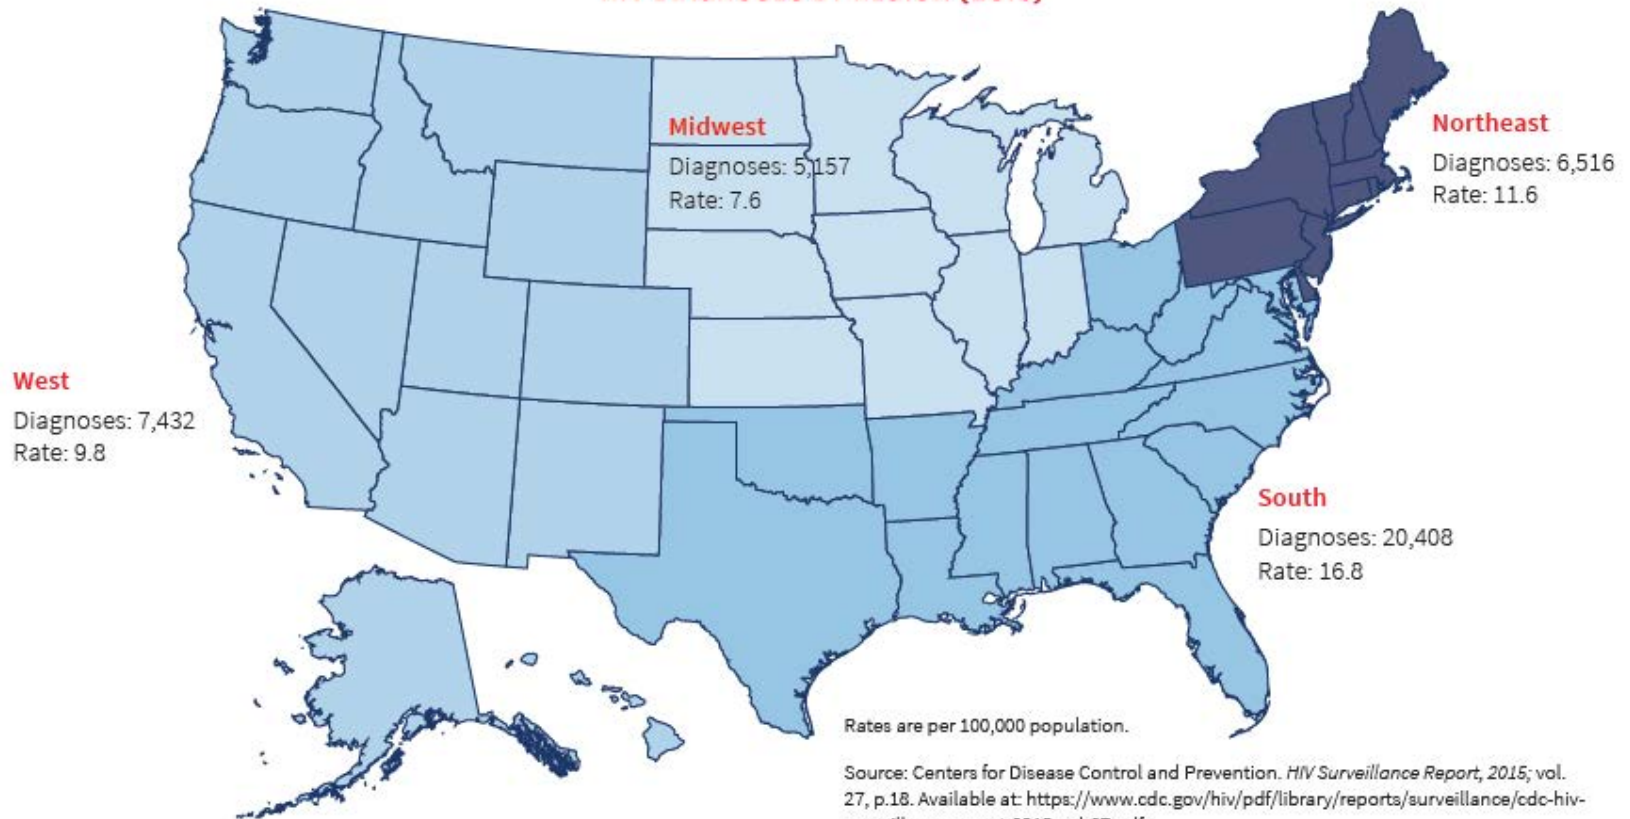 Midwest
Diagnoses: 5,157
Rate: 7.6
Northeast
Diagnoses: 6,516
Rate: 11.6
West
Diagnoses: 7,432
Rate: 9.8
South
Diagnoses: 20,408
Rate: 16.8
Rates are per 100,000 population.
Source: Centers for Disease Control and Prevention. HIV Surveillance Report, 2015; vol.
27, p.18. Available at: https://www.cdc.gov/hiv/pdf/library/reports/surveillance/cdc-hiv-